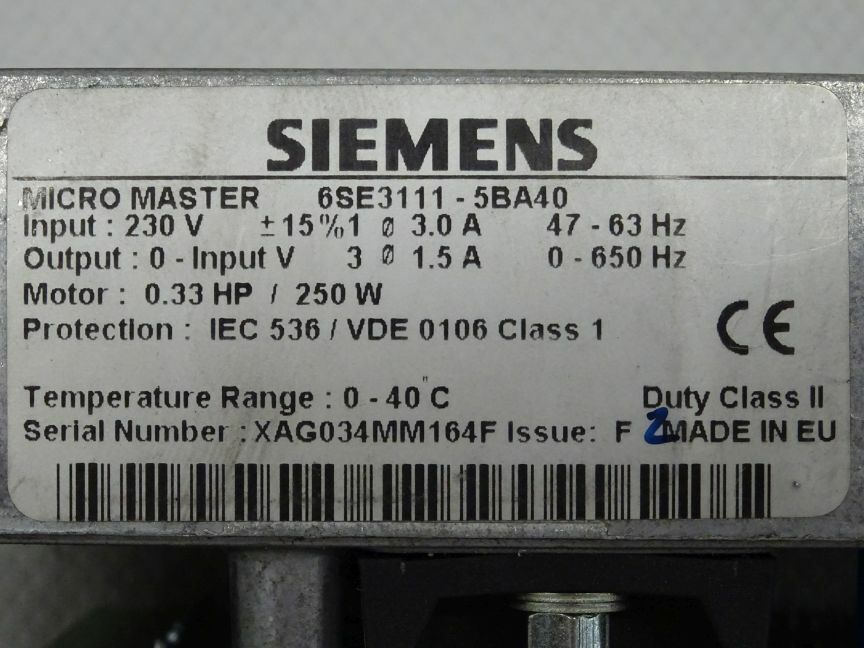 SIEMENS
MICRO MASTER 6SE3111 - 5BA40
Input : 230 V ± 15% 1 ø 3.0 A 47 - 63 Hz
Output : 0 - Input V 3 ø 1.5 A 0 - 650 Hz
Motor : 0.33 HP / 250 W
Protection : IEC 536 / VDE 0106 Class 1
CE
Temperature Range : 0 - 40°C Duty Class II
Serial Number : XAG034MM164F Issue: F 2 MADE IN EU